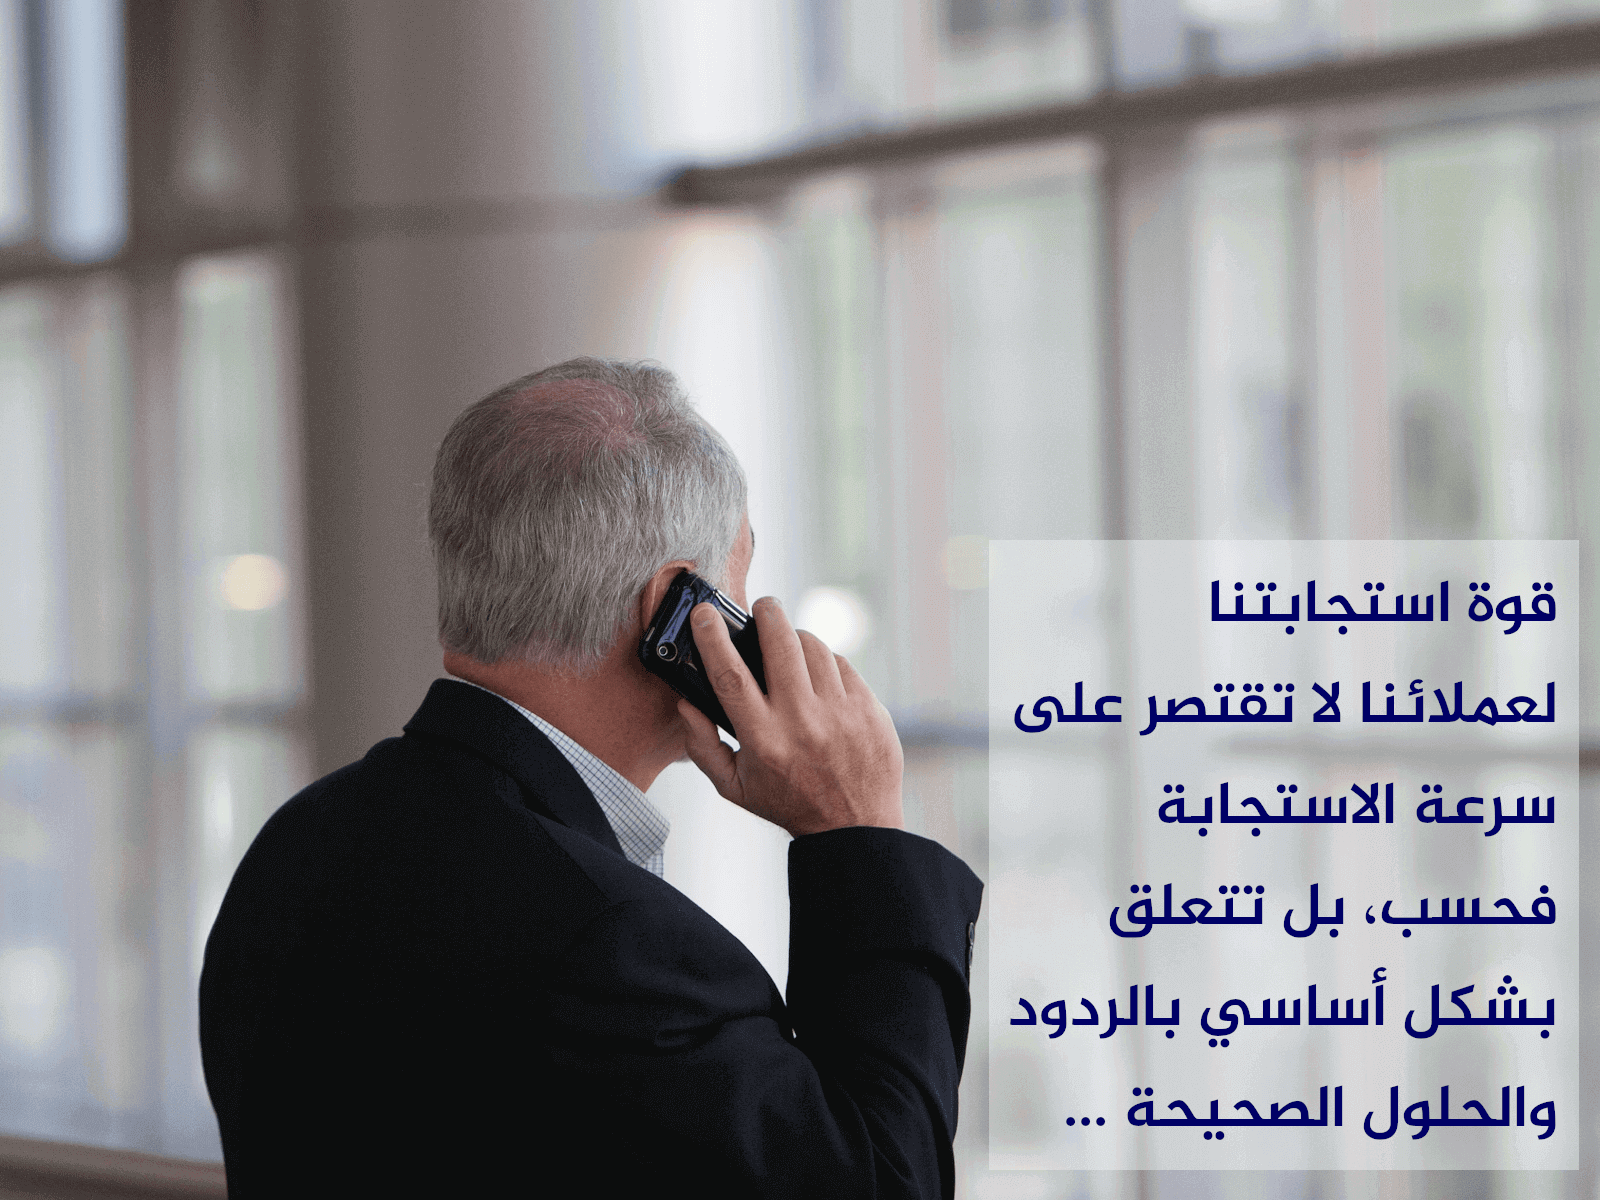 قوة استجابتنا
لعملائنا لا تقتصر على
سرعة الاستجابة
فحسب، بل تتعلق
بشكل أساسي بالردود
والحلول الصحيحة ...